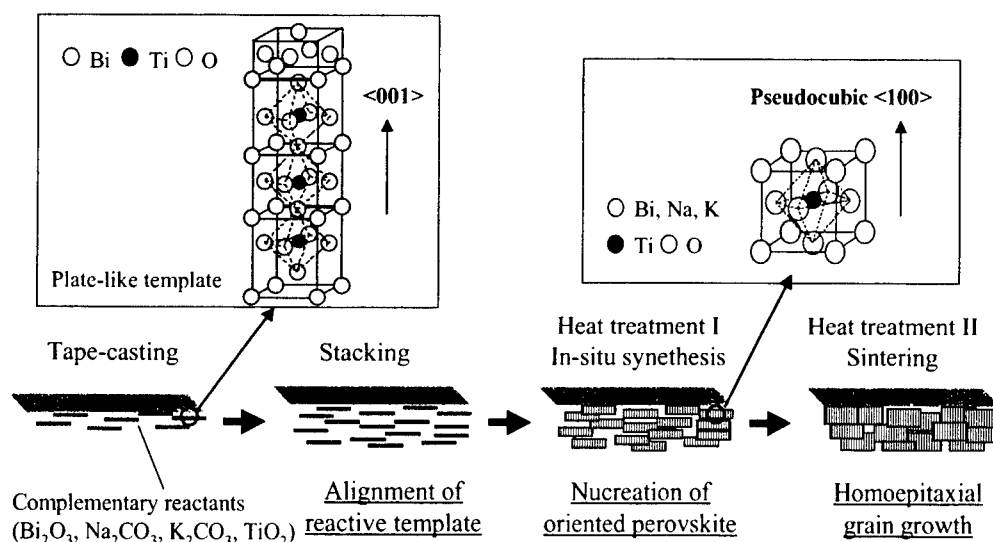 Bi Ti O
<001>
Plate-like template
Pseudocubic <100>
Bi, Na, K
Ti O
Tape-casting
Stacking
Heat treatment I
In-situ synethesis
Heat treatment II
Sintering
Complementary reactants
(Bi₂O₃, Na₂CO₃, K₂CO₃, TiO₂)
Alignment of
reactive template
Nucreation of
oriented perovskite
Homoepitaxial
grain growth